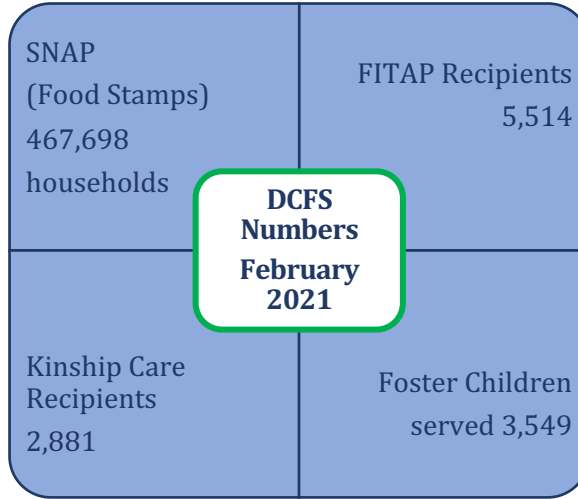 SNAP
(Food Stamps)
467,698
households
FITAP Recipients
5,514
DCFS
Numbers
February
2021
Kinship Care
Recipients
2,881
Foster Children
served 3,549